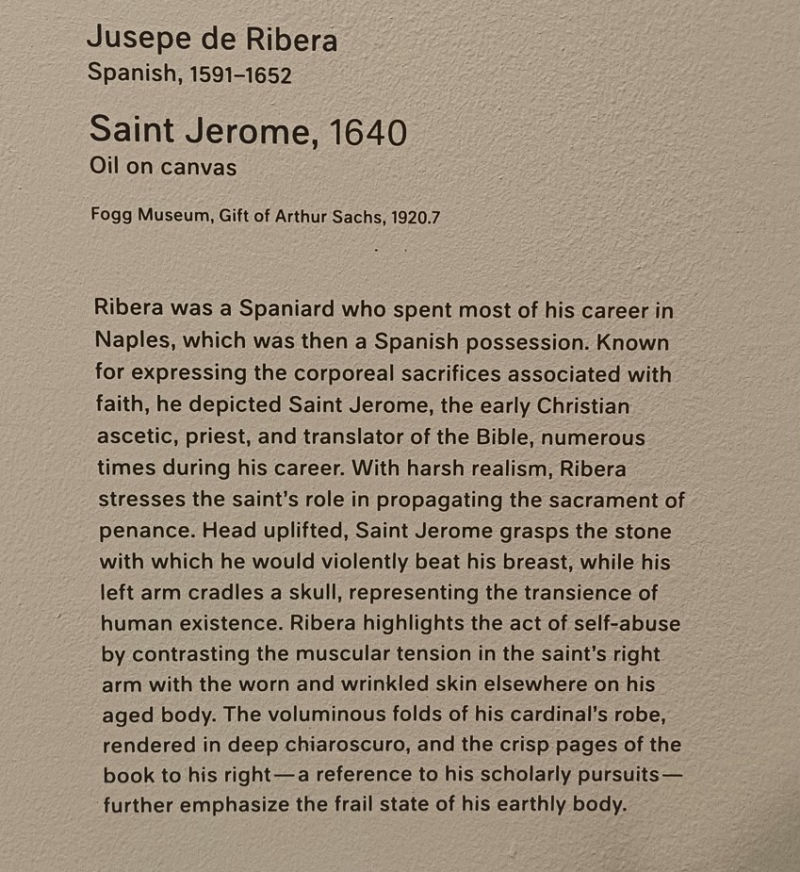 Jusepe de Ribera
Spanish, 1591–1652
Saint Jerome, 1640
Oil on canvas
Fogg Museum, Gift of Arthur Sachs, 1920.7
Ribera was a Spaniard who spent most of his career in
Naples, which was then a Spanish possession. Known
for expressing the corporeal sacrifices associated with
faith, he depicted Saint Jerome, the early Christian
ascetic, priest, and translator of the Bible, numerous
times during his career. With harsh realism, Ribera
stresses the saint's role in propagating the sacrament of
penance. Head uplifted, Saint Jerome grasps the stone
with which he would violently beat his breast, while his
left arm cradles a skull, representing the transience of
human existence. Ribera highlights the act of self-abuse
by contrasting the muscular tension in the saint's right
arm with the worn and wrinkled skin elsewhere on his
aged body. The voluminous folds of his cardinal's robe,
rendered in deep chiaroscuro, and the crisp pages of the
book to his right—a reference to his scholarly pursuits—
further emphasize the frail state of his earthly body.